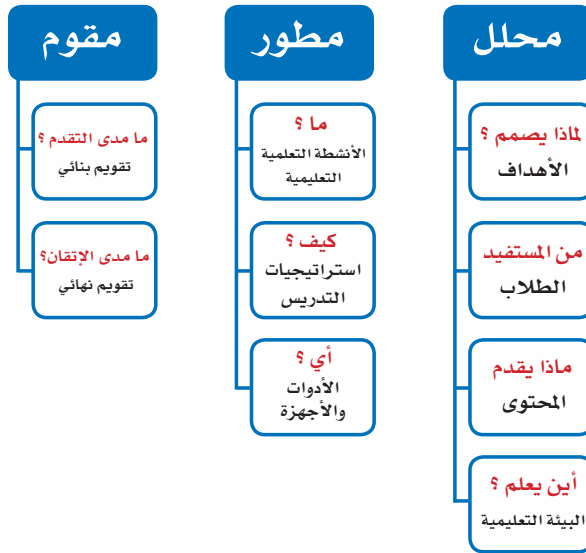 محلل
لماذا يصمم ؟
الأهداف
من المستفيد
الطلاب
ماذا يقدم
المحتوى
أين يعلم ؟
البيئة التعليمية
مطور
ما ؟
الأنشطة التعلمية
التعليمية
كيف ؟
استراتيجيات
التدريس
أي ؟
الأدوات
والأجهزة
مقوم
ما مدى التقدم ؟
تقويم بنائي
ما مدى الإتقان؟
تقويم نهائي